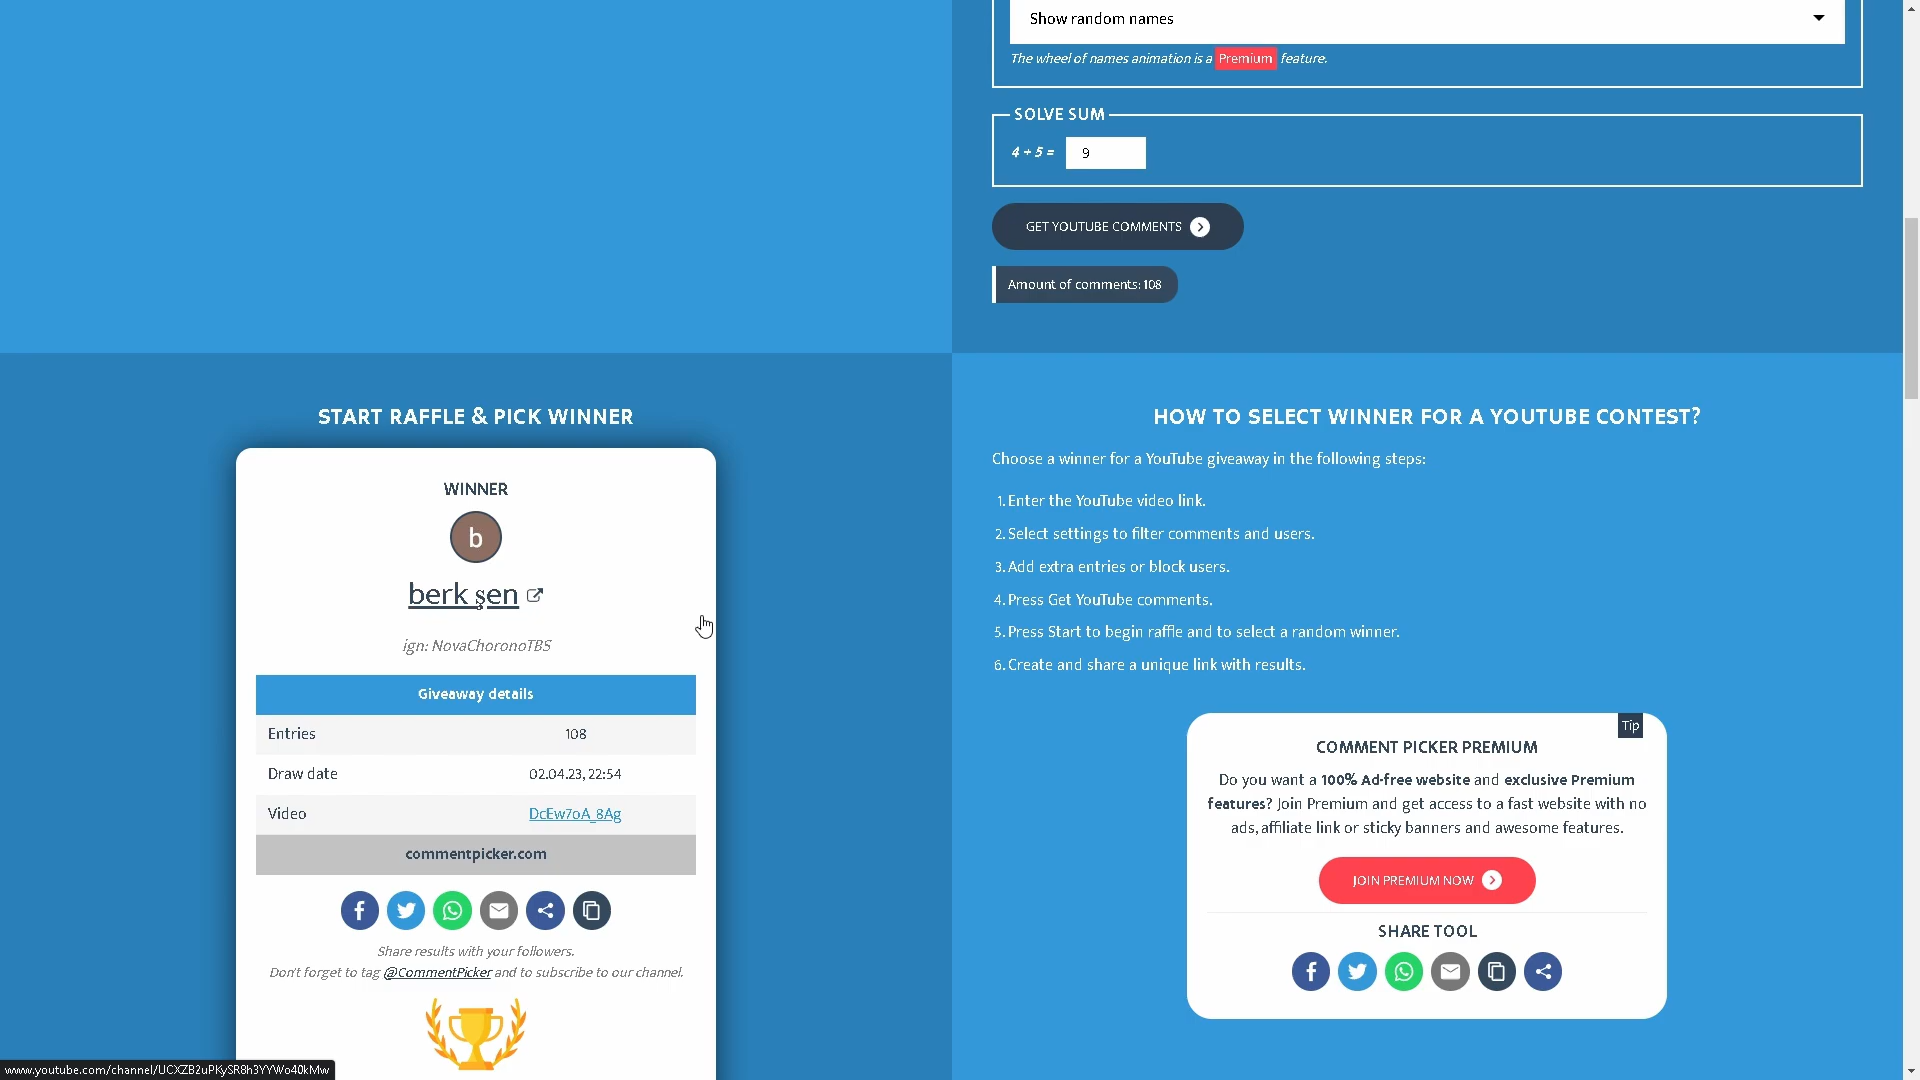 Show random names
The wheel of names animation is a Premium feature.
SOLVE SUM
4 + 5 =
9
GET YOUTUBE COMMENTS
Amount of comments: 108
START RAFFLE & PICK WINNER
WINNER
b
berk şen
ign: NovaChoronoTBS
Giveaway details
Entries 108
Draw date 02.04.23, 22:54
Video DcEw7oA_8Ag
commentpicker.com
Share results with your followers.
Don't forget to tag @CommentPicker and to subscribe to our channel.
HOW TO SELECT WINNER FOR A YOUTUBE CONTEST?
Choose a winner for a YouTube giveaway in the following steps:
1. Enter the YouTube video link.
2. Select settings to filter comments and users.
3. Add extra entries or block users.
4. Press Get YouTube comments.
5. Press Start to begin raffle and to select a random winner.
6. Create and share a unique link with results.
Tip
COMMENT PICKER PREMIUM
Do you want a 100% Ad-free website and exclusive Premium
features? Join Premium and get access to a fast website with no
ads, affiliate link or sticky banners and awesome features.
JOIN PREMIUM NOW
SHARE TOOL
www.youtube.com/channel/UCXZB2uPKySR8h3YYWo40kMw